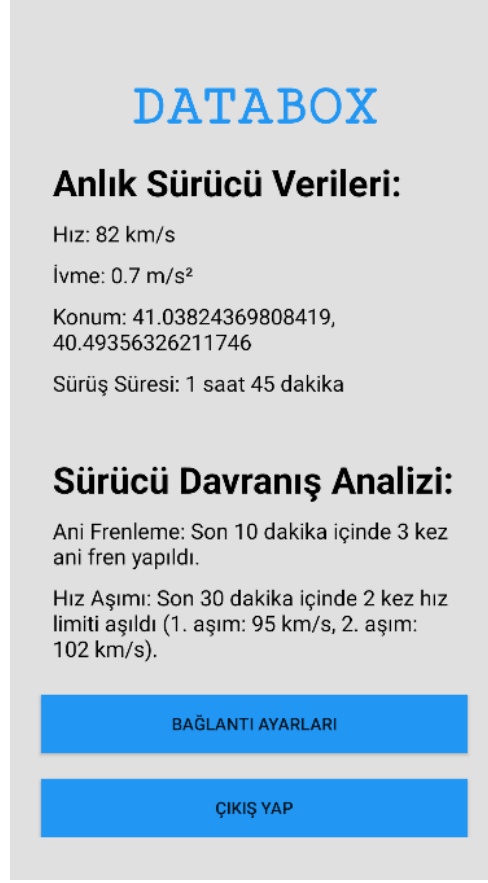 DATABOX
Anlık Sürücü Verileri:
Hız: 82 km/s
İvme: 0.7 m/s²
Konum: 41.03824369808419,
40.49356326211746
Sürüş Süresi: 1 saat 45 dakika
Sürücü Davranış Analizi:
Ani Frenleme: Son 10 dakika içinde 3 kez
ani fren yapıldı.
Hız Aşımı: Son 30 dakika içinde 2 kez hız
limiti aşıldı (1. aşım: 95 km/s, 2. aşım:
102 km/s).
BAĞLANTI AYARLARI
ÇIKIŞ YAP